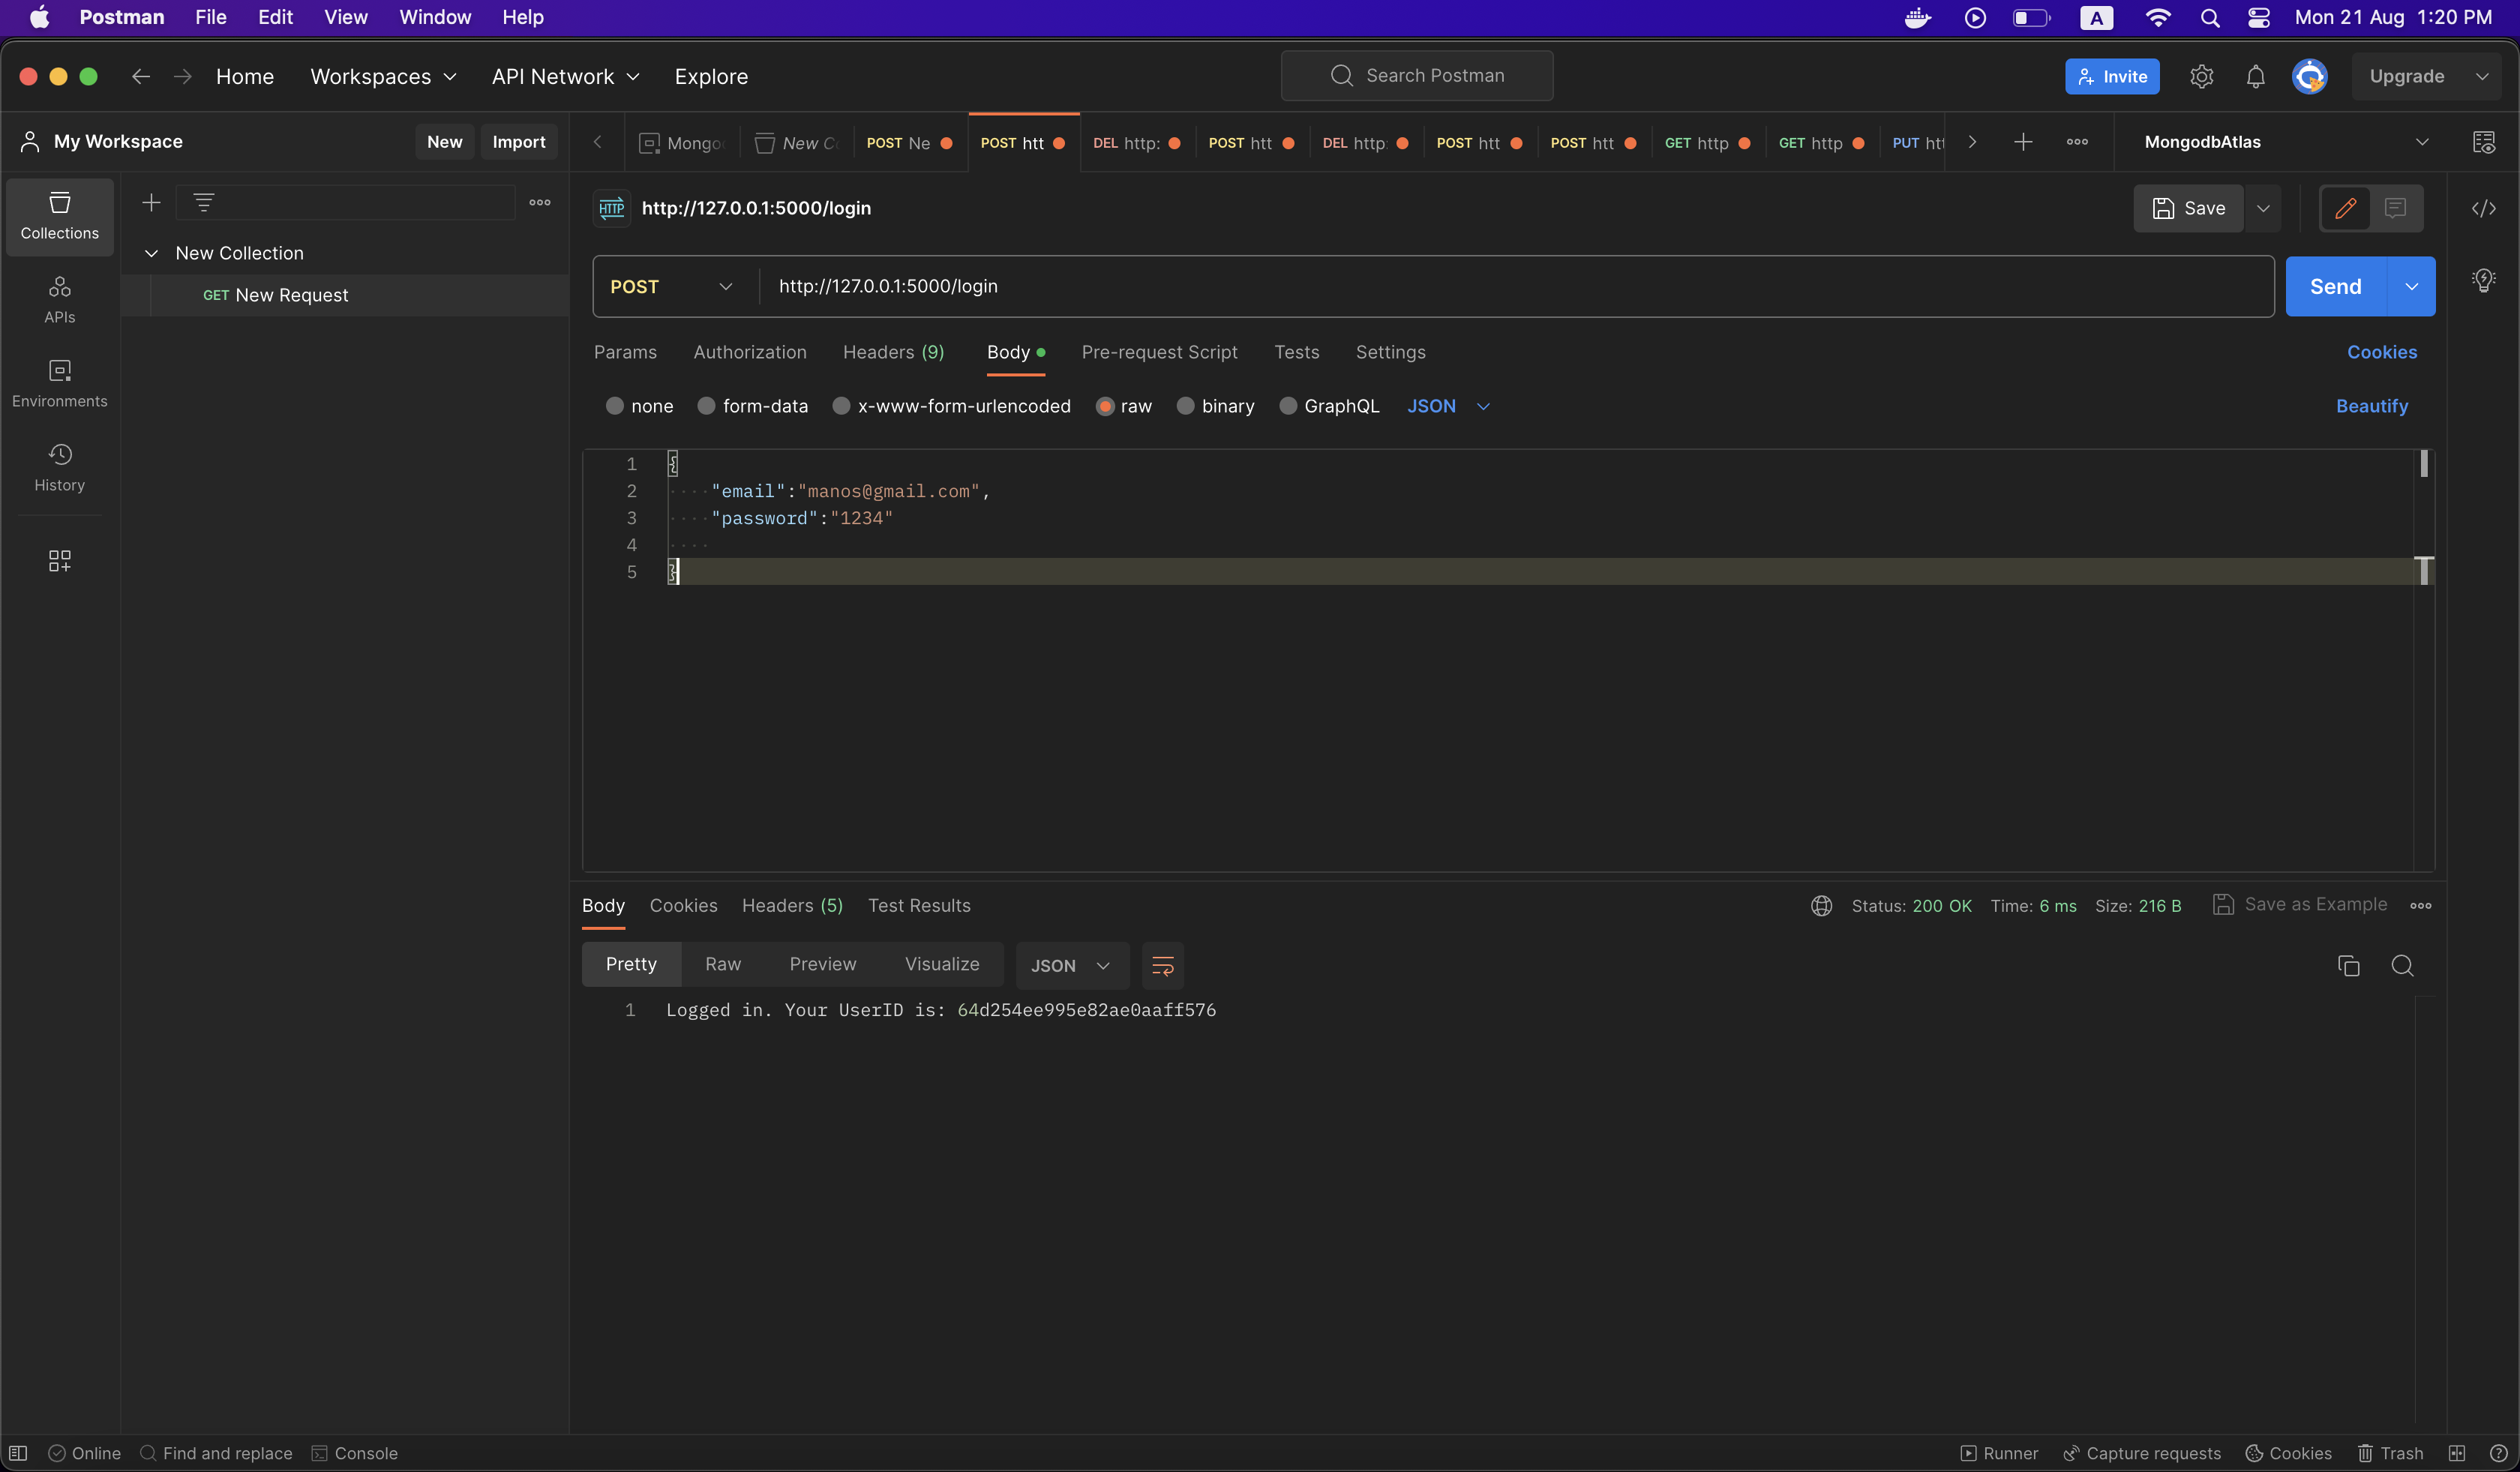 Postman File Edit View Window Help A Mon 21 Aug 1:20 PM
Home Workspaces API Network Explore Search Postman Invite Upgrade
My Workspace New Import Mongo New C POST Ne POST htt DEL http: POST htt DEL http: POST htt POST htt GET http GET http PUT htt MongodbAtlas
Collections
HTTP http://127.0.0.1:5000/login Save
New Collection
GET New Request
APIs
Environments
History
POST http://127.0.0.1:5000/login Send
Params Authorization Headers (9) Body Pre-request Script Tests Settings Cookies
none form-data x-www-form-urlencoded raw binary GraphQL JSON Beautify
1 {
2 "email":"manos@gmail.com",
3 "password":"1234"
4
5 }
Body Cookies Headers (5) Test Results Status: 200 OK Time: 6 ms Size: 216 B Save as Example
Pretty Raw Preview Visualize JSON
1 Logged in. Your UserID is: 64d254ee995e82ae0aaff576
Online Find and replace Console Runner Capture requests Cookies Trash